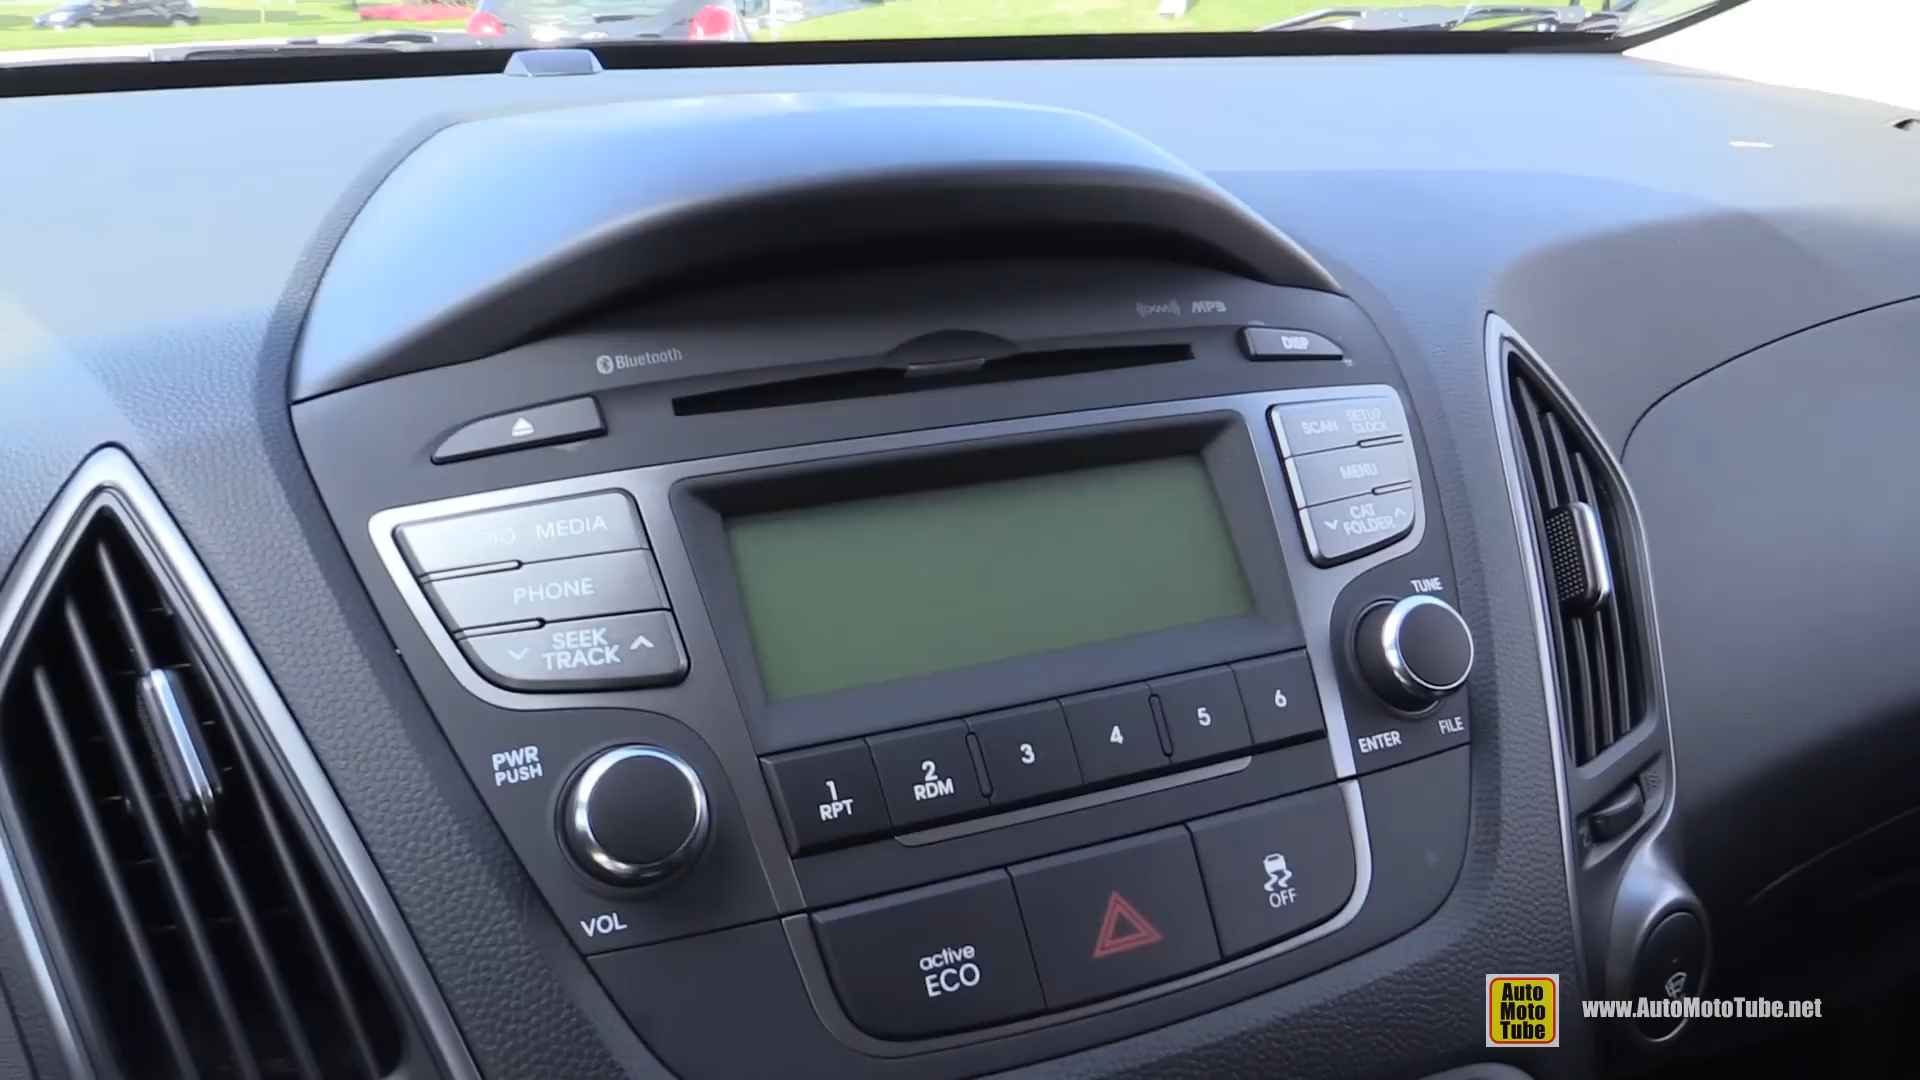 MP3
Bluetooth
DISP
SCAN
SETUP
CLOCK
MEDIA
MENU
PHONE
CAT
FOLDER
SEEK
TRACK
TUNE
PWR
PUSH
1
RPT
2
RDM
3
4
5
6
ENTER
FILE
VOL
OFF
active
ECO
Auto
Moto
Tube
www.AutoMotoTube.net